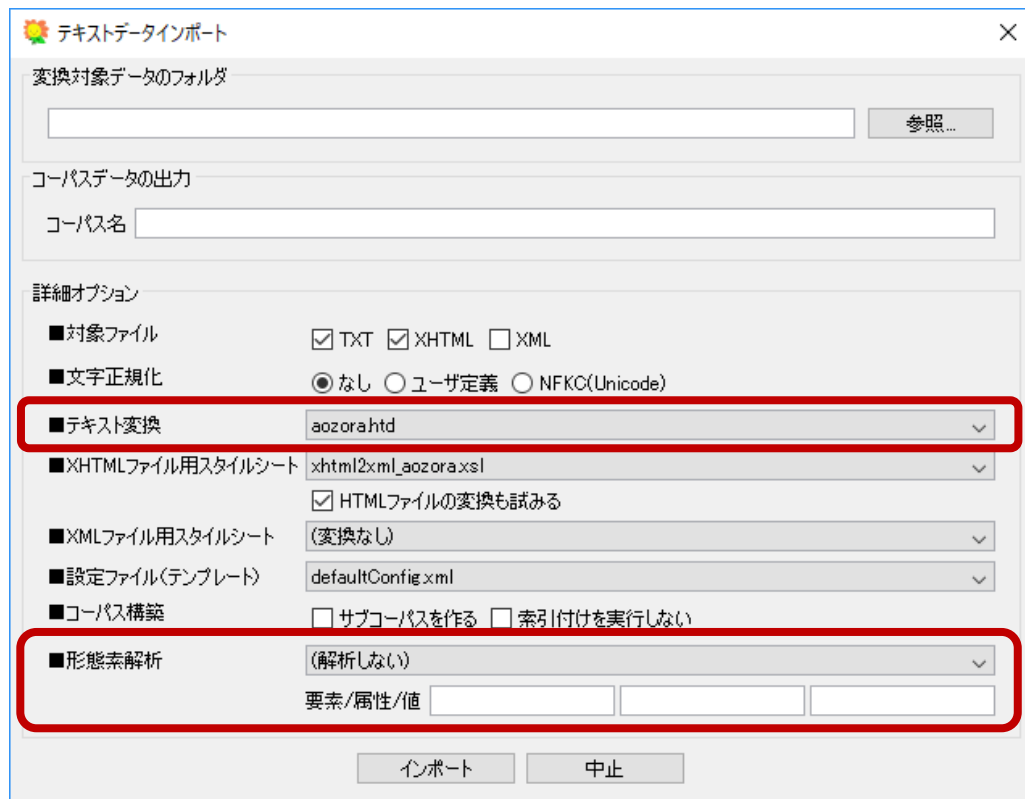 テキストデータインポート
変換対象データのフォルダ
参照...
コーパスデータの出力
コーパス名
詳細オプション
■対象ファイル TXT XHTML XML
■文字正規化 なし ユーザ定義 NFKC(Unicode)
■テキスト変換 aozora.htd
■XHTMLファイル用スタイルシート xhtml2xml_aozora.xsl
HTMLファイルの変換も試みる
■XMLファイル用スタイルシート (変換なし)
■設定ファイル(テンプレート) defaultConfig.xml
■コーパス構築 サブコーパスを作る 索引付けを実行しない
■形態素解析 (解析しない)
要素/属性/値
インポート 中止